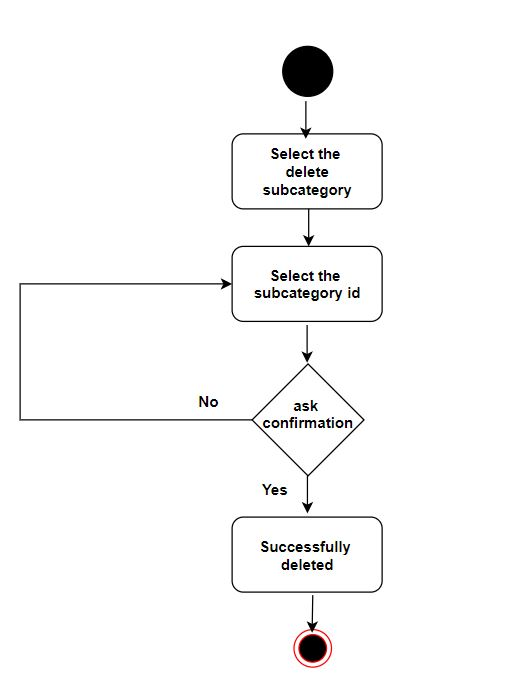 Select the
delete
subcategory
Select the
subcategory id
No
ask
confirmation
Yes
Successfully
deleted